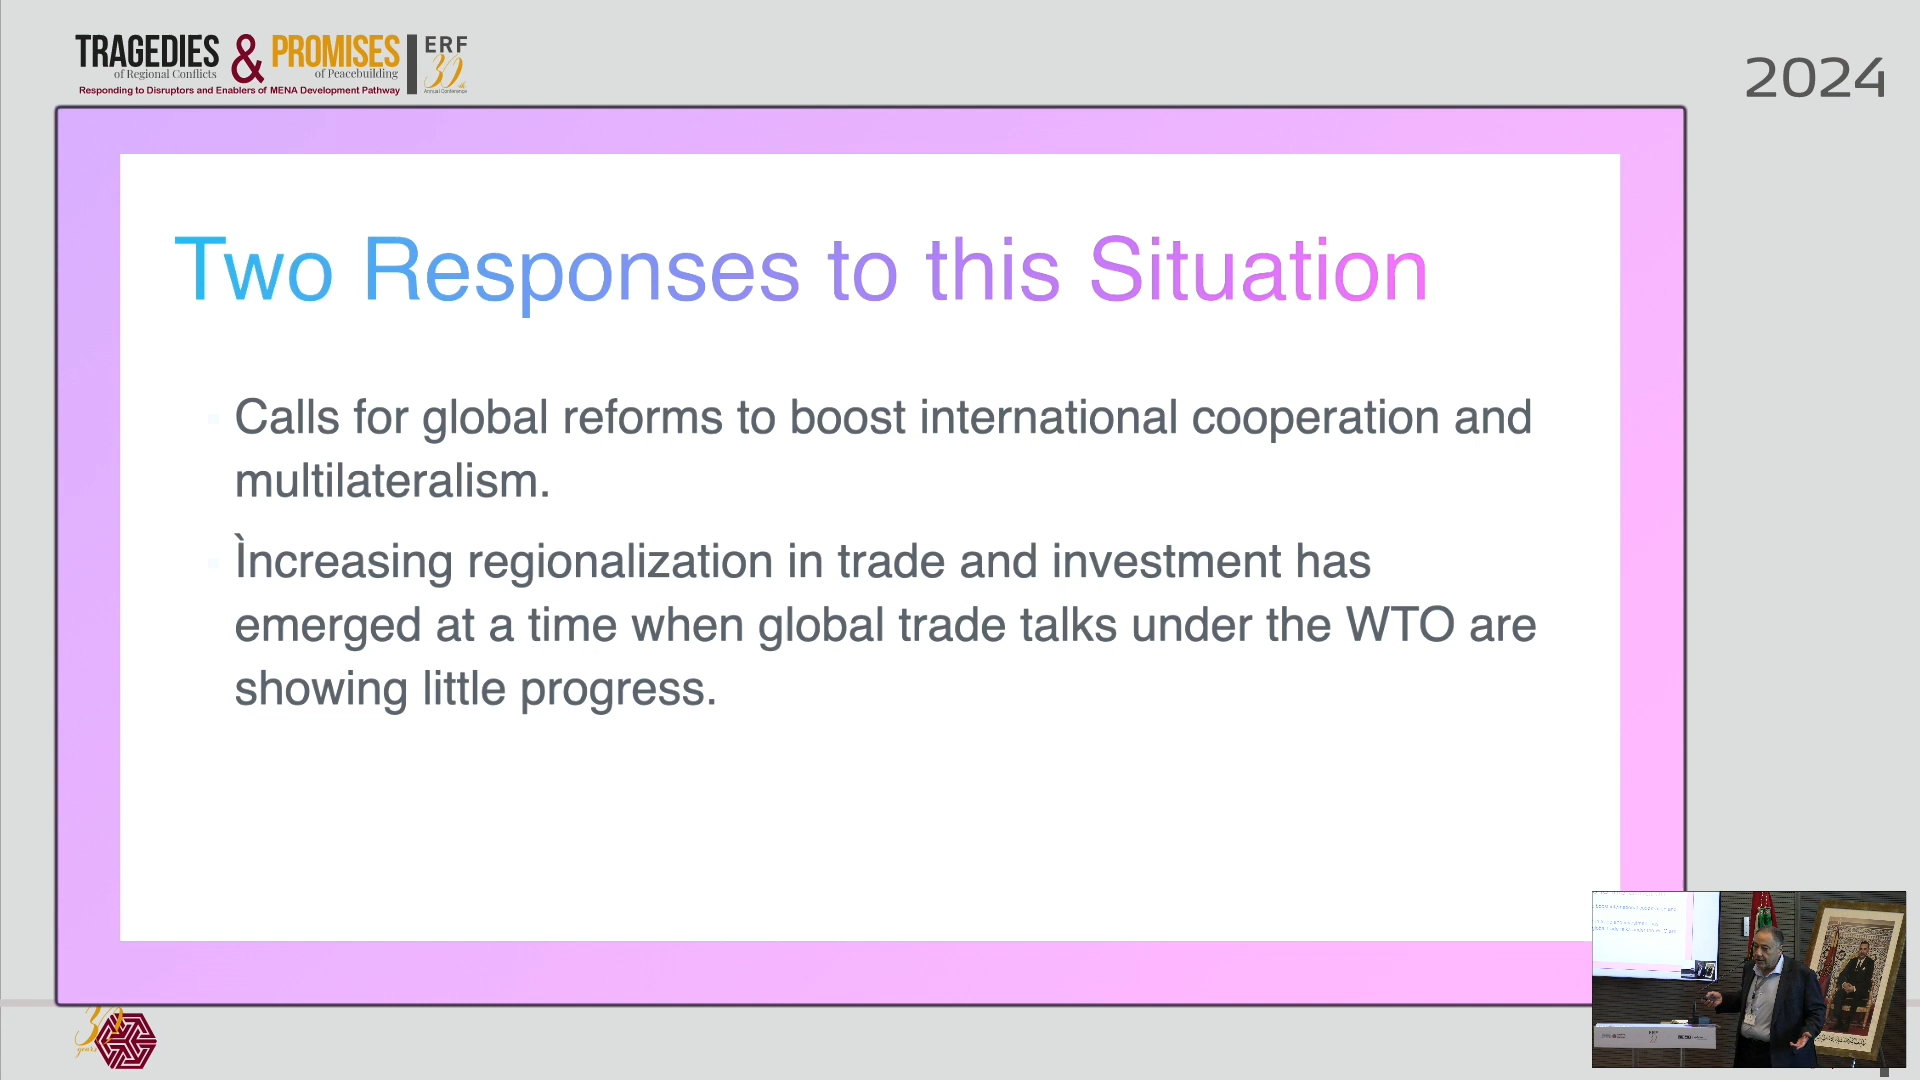 TRAGEDIES & PROMISES ERF
of Regional Conflicts of Peacebuilding 30th
Responding to Disruptors and Enablers of MENA Development Pathway Annual Conference
2024
Two Responses to this Situation
Calls for global reforms to boost international cooperation and
multilateralism.
Ìncreasing regionalization in trade and investment has
emerged at a time when global trade talks under the WTO are
showing little progress.
30
years
ERF